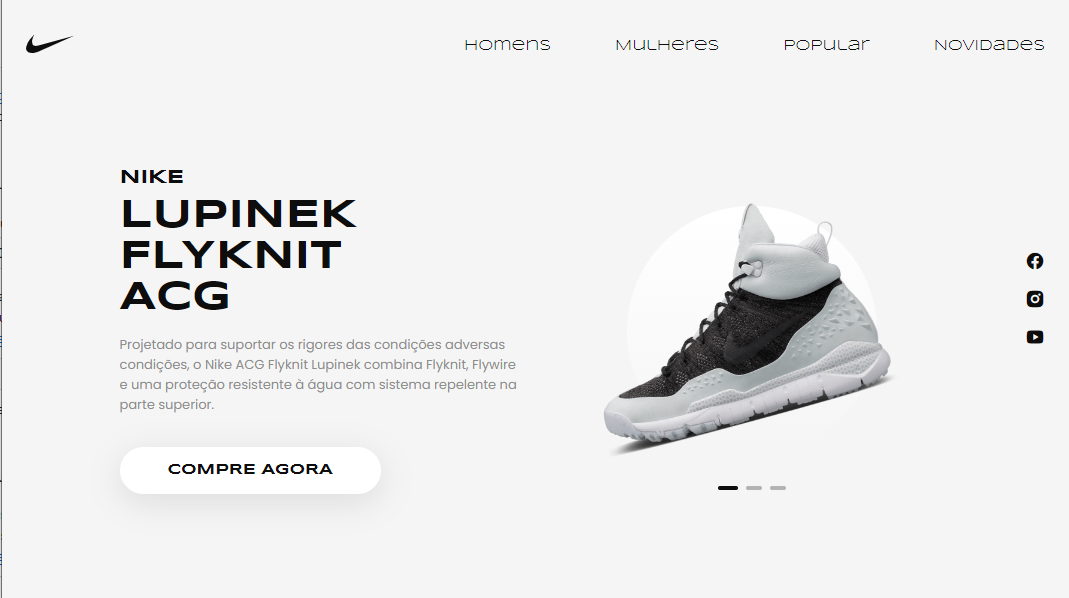 Homens
Mulheres
Popular
Novidades
NIKE
LUPINEK
FLYKNIT
ACG
Projetado para suportar os rigores das condições adversas
condições, o Nike ACG Flyknit Lupinek combina Flyknit, Flywire
e uma proteção resistente à água com sistema repelente na
parte superior.
COMPRE AGORA